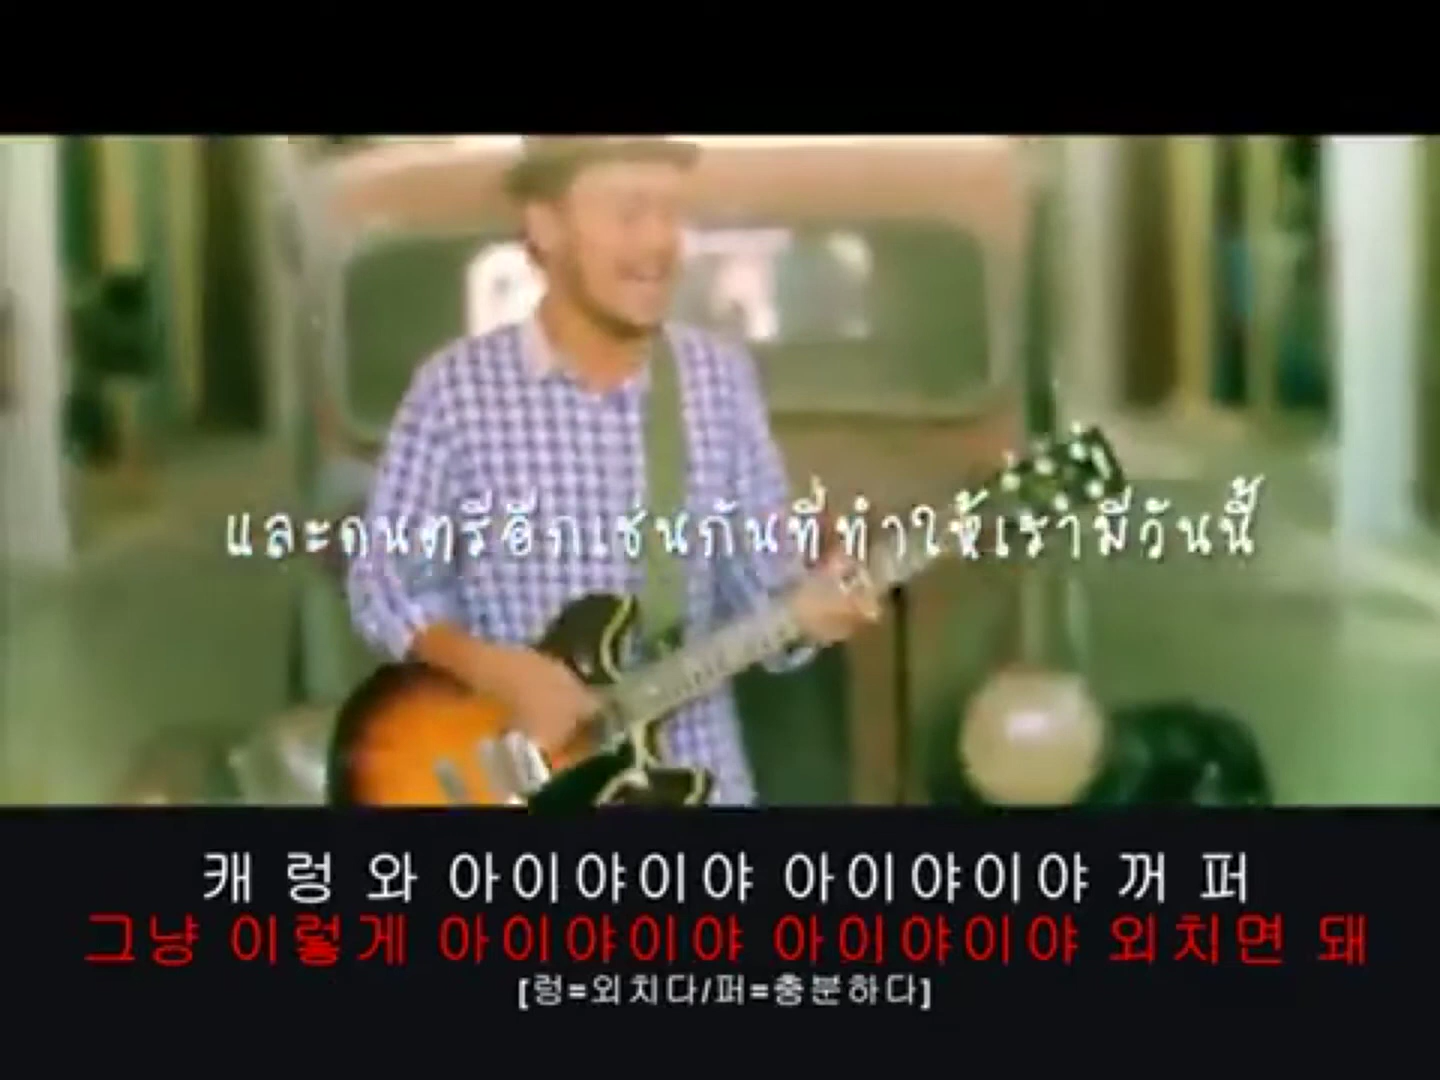 และดนตรีอีกเช่นกันที่ทำให้เรามีวันนี้
캐 렁 와 아이야이야 아이야이야 꺼 퍼
그냥 이렇게 아이야이야 아이야이야 외치면 돼
[렁=외치다/퍼=충분하다]